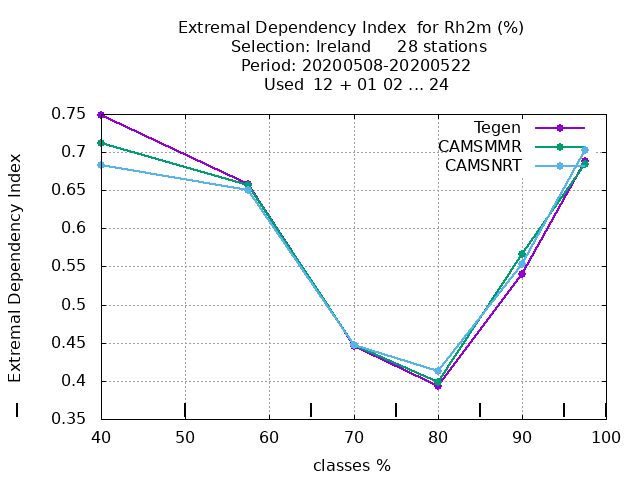 Extremal Dependency Index  for Rh2m (%)
Selection: Ireland     28 stations
Period: 20200508-20200522
Used  12 + 01 02 ... 24
Extremal Dependency Index
0.75
0.7
0.65
0.6
0.55
0.5
0.45
0.4
0.35
Tegen
CAMSMMR
CAMSNRT
40 50 60 70 80 90 100
classes %